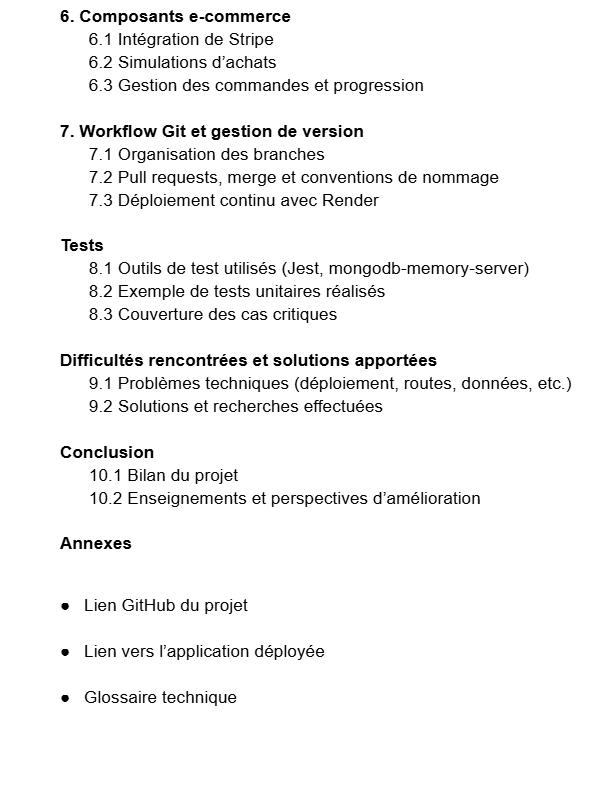 6. Composants e-commerce
6.1 Intégration de Stripe
6.2 Simulations d’achats
6.3 Gestion des commandes et progression
7. Workflow Git et gestion de version
7.1 Organisation des branches
7.2 Pull requests, merge et conventions de nommage
7.3 Déploiement continu avec Render
Tests
8.1 Outils de test utilisés (Jest, mongodb-memory-server)
8.2 Exemple de tests unitaires réalisés
8.3 Couverture des cas critiques
Difficultés rencontrées et solutions apportées
9.1 Problèmes techniques (déploiement, routes, données, etc.)
9.2 Solutions et recherches effectuées
Conclusion
10.1 Bilan du projet
10.2 Enseignements et perspectives d’amélioration
Annexes
● Lien GitHub du projet
● Lien vers l’application déployée
● Glossaire technique